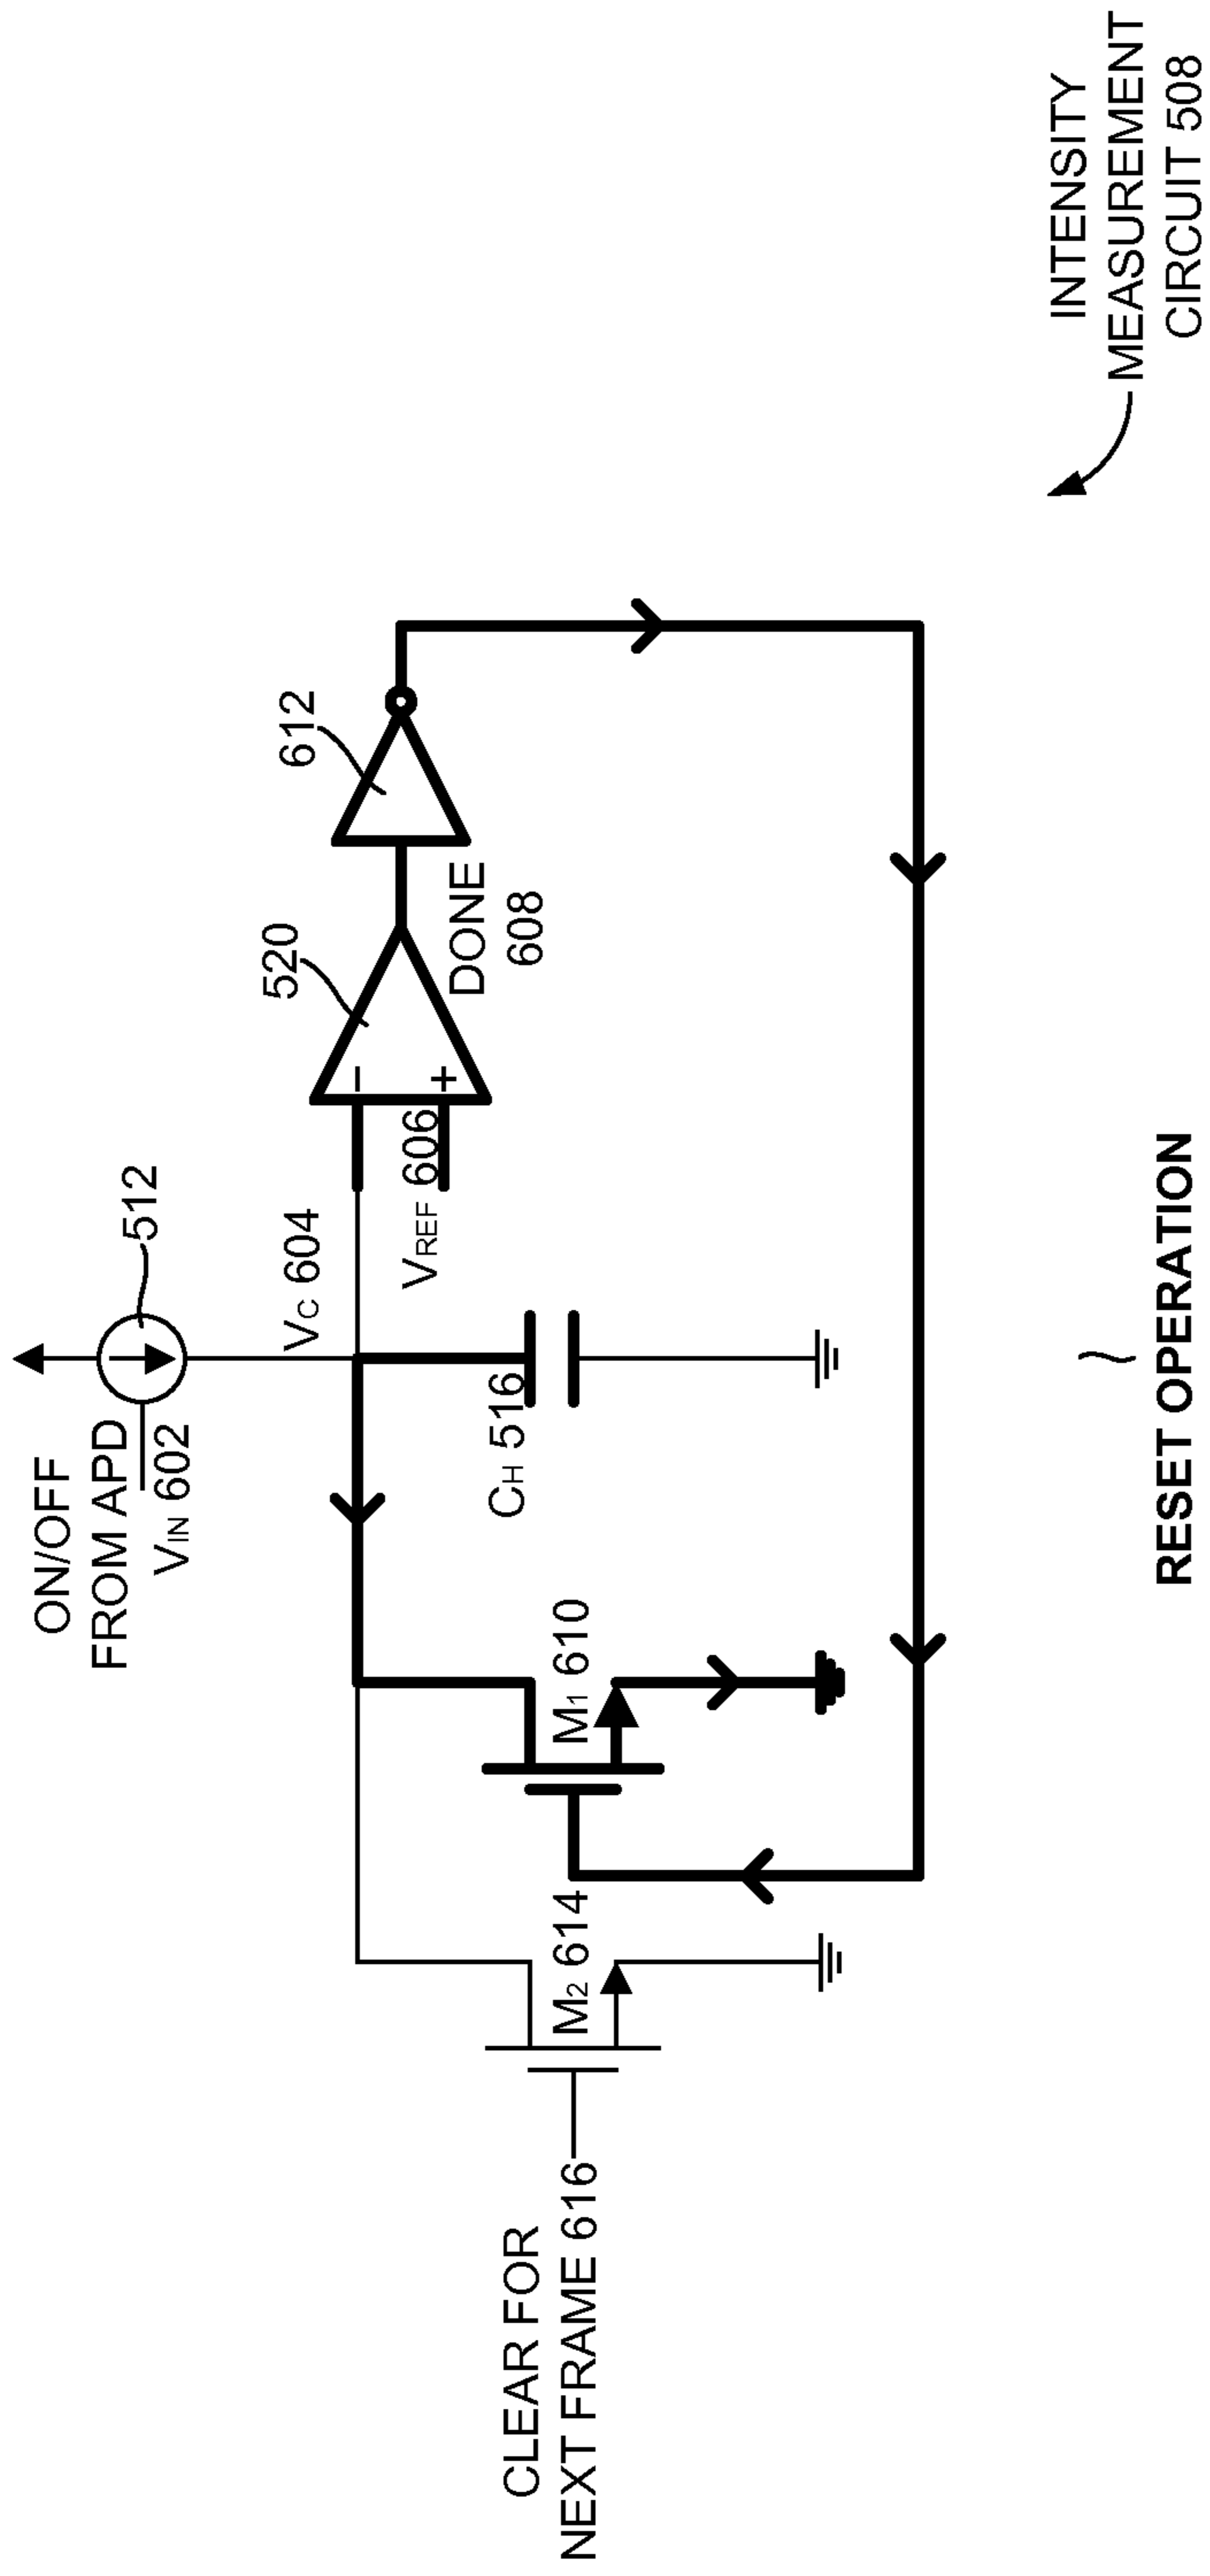 ON/OFF
FROM APD
VIN 602
512
VC 604
520
612
VREF 606
−
+
DONE
608
CH 516
M1 610
M2 614
CLEAR FOR
NEXT FRAME 616
INTENSITY
MEASUREMENT
CIRCUIT 508
RESET OPERATION